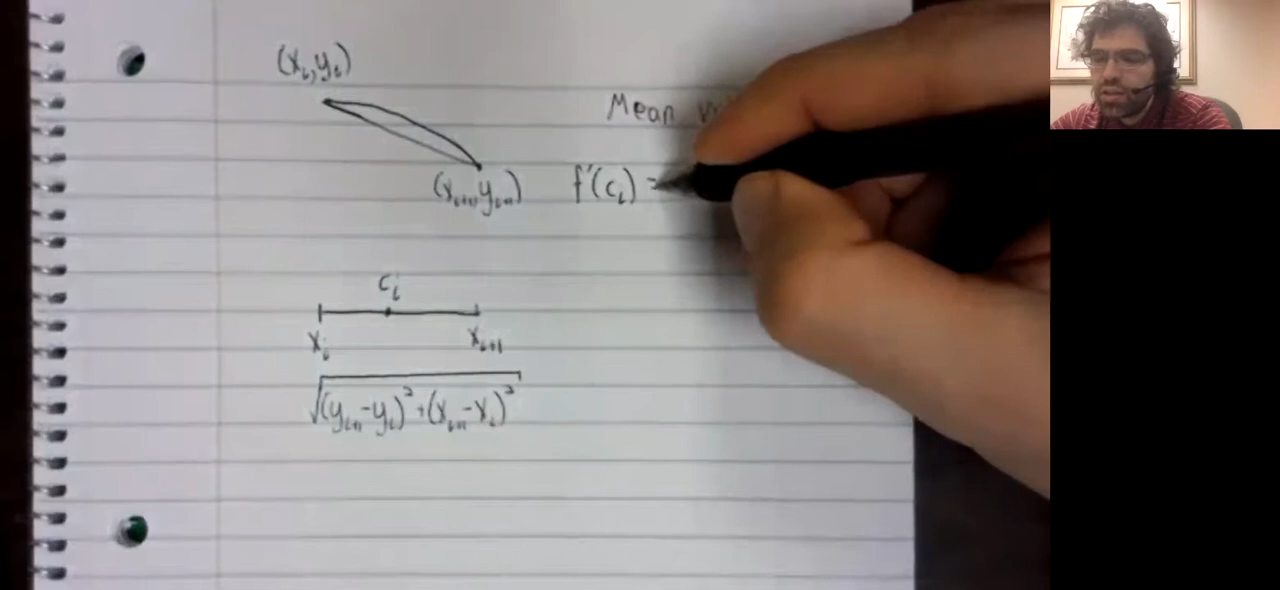 (xᵢ, yᵢ)
Mean
(xᵢ₊₁, yᵢ₊₁) f'(cᵢ) =
cᵢ
xᵢ xᵢ₊₁
√((yᵢ₊₁-yᵢ)²+(xᵢ₊₁-xᵢ)²)